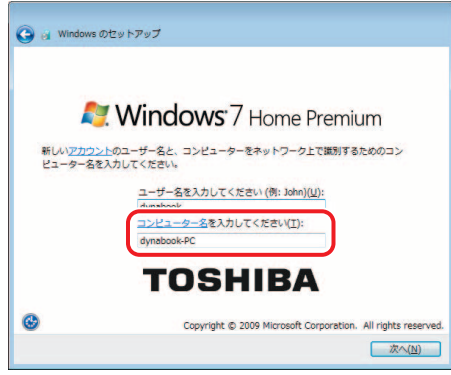 Windows のセットアップ
Windows 7 Home Premium
新しいアカウントのユーザー名と、コンピューターをネットワーク上で識別するためのコン
ピューター名を入力してください。
ユーザー名を入力してください (例: John)(U):
dynabook
コンピューター名を入力してください(T):
dynabook-PC
TOSHIBA
Copyright © 2009 Microsoft Corporation. All rights reserved.
次へ(N)